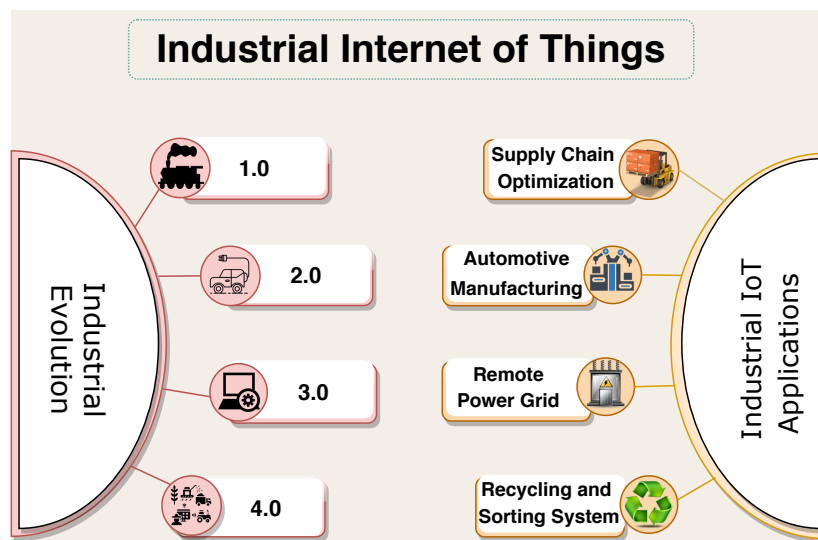 Industrial Internet of Things
Industrial
Evolution
1.0
2.0
3.0
4.0
Supply Chain
Optimization
Automotive
Manufacturing
Remote
Power Grid
Recycling and
Sorting System
Industrial IoT
Applications